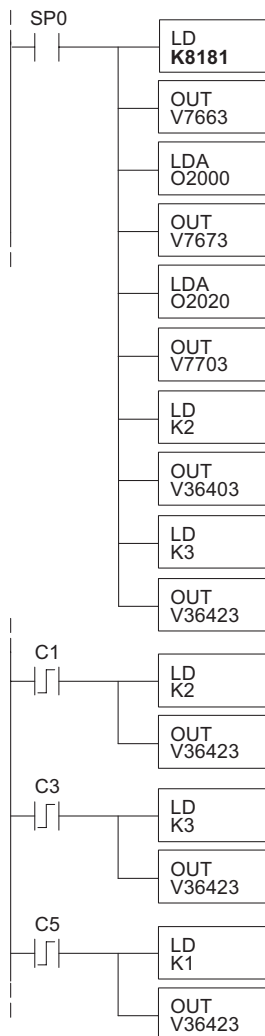 SP0
LD
K8181
OUT
V7663
LDA
O2000
OUT
V7673
LDA
O2020
OUT
V7703
LD
K2
OUT
V36403
LD
K3
OUT
V36423
C1
LD
K2
OUT
V36423
C3
LD
K3
OUT
V36423
C5
LD
K1
OUT
V36423